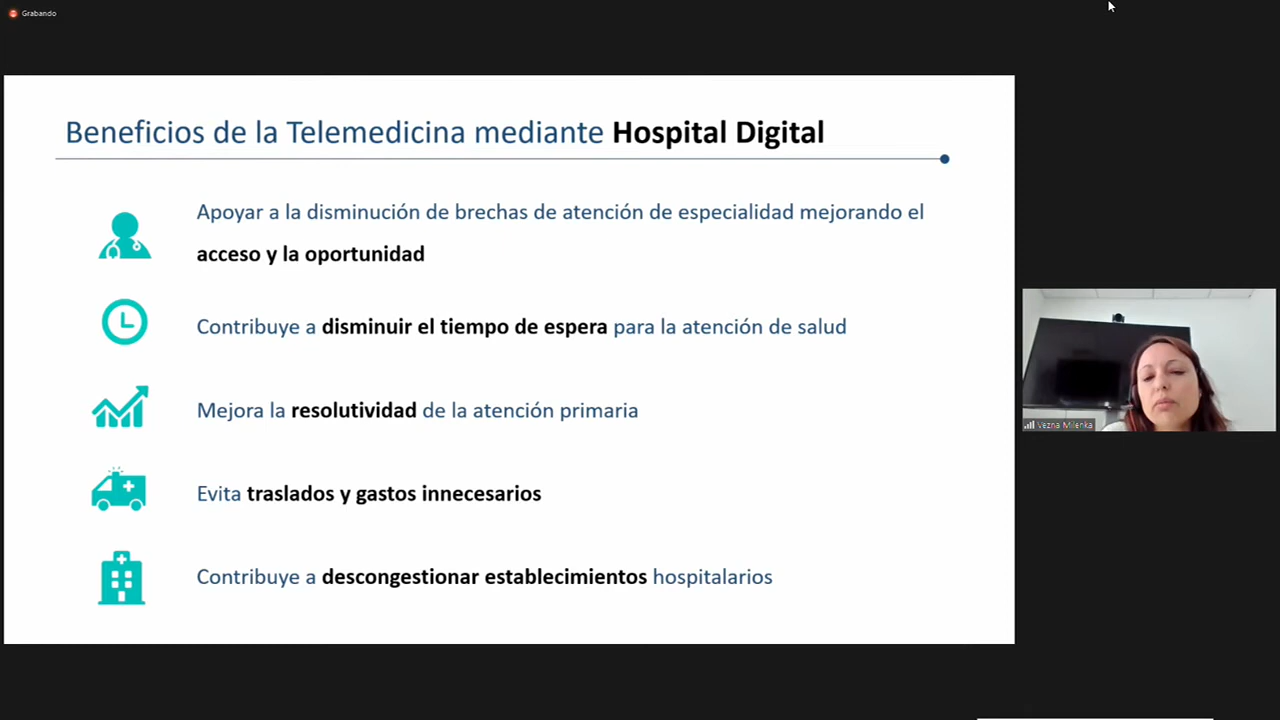 Grabando
Beneficios de la Telemedicina mediante Hospital Digital
Apoyar a la disminución de brechas de atención de especialidad mejorando el
acceso y la oportunidad
Contribuye a disminuir el tiempo de espera para la atención de salud
Mejora la resolutividad de la atención primaria
Evita traslados y gastos innecesarios
Contribuye a descongestionar establecimientos hospitalarios
Vezna Milenka